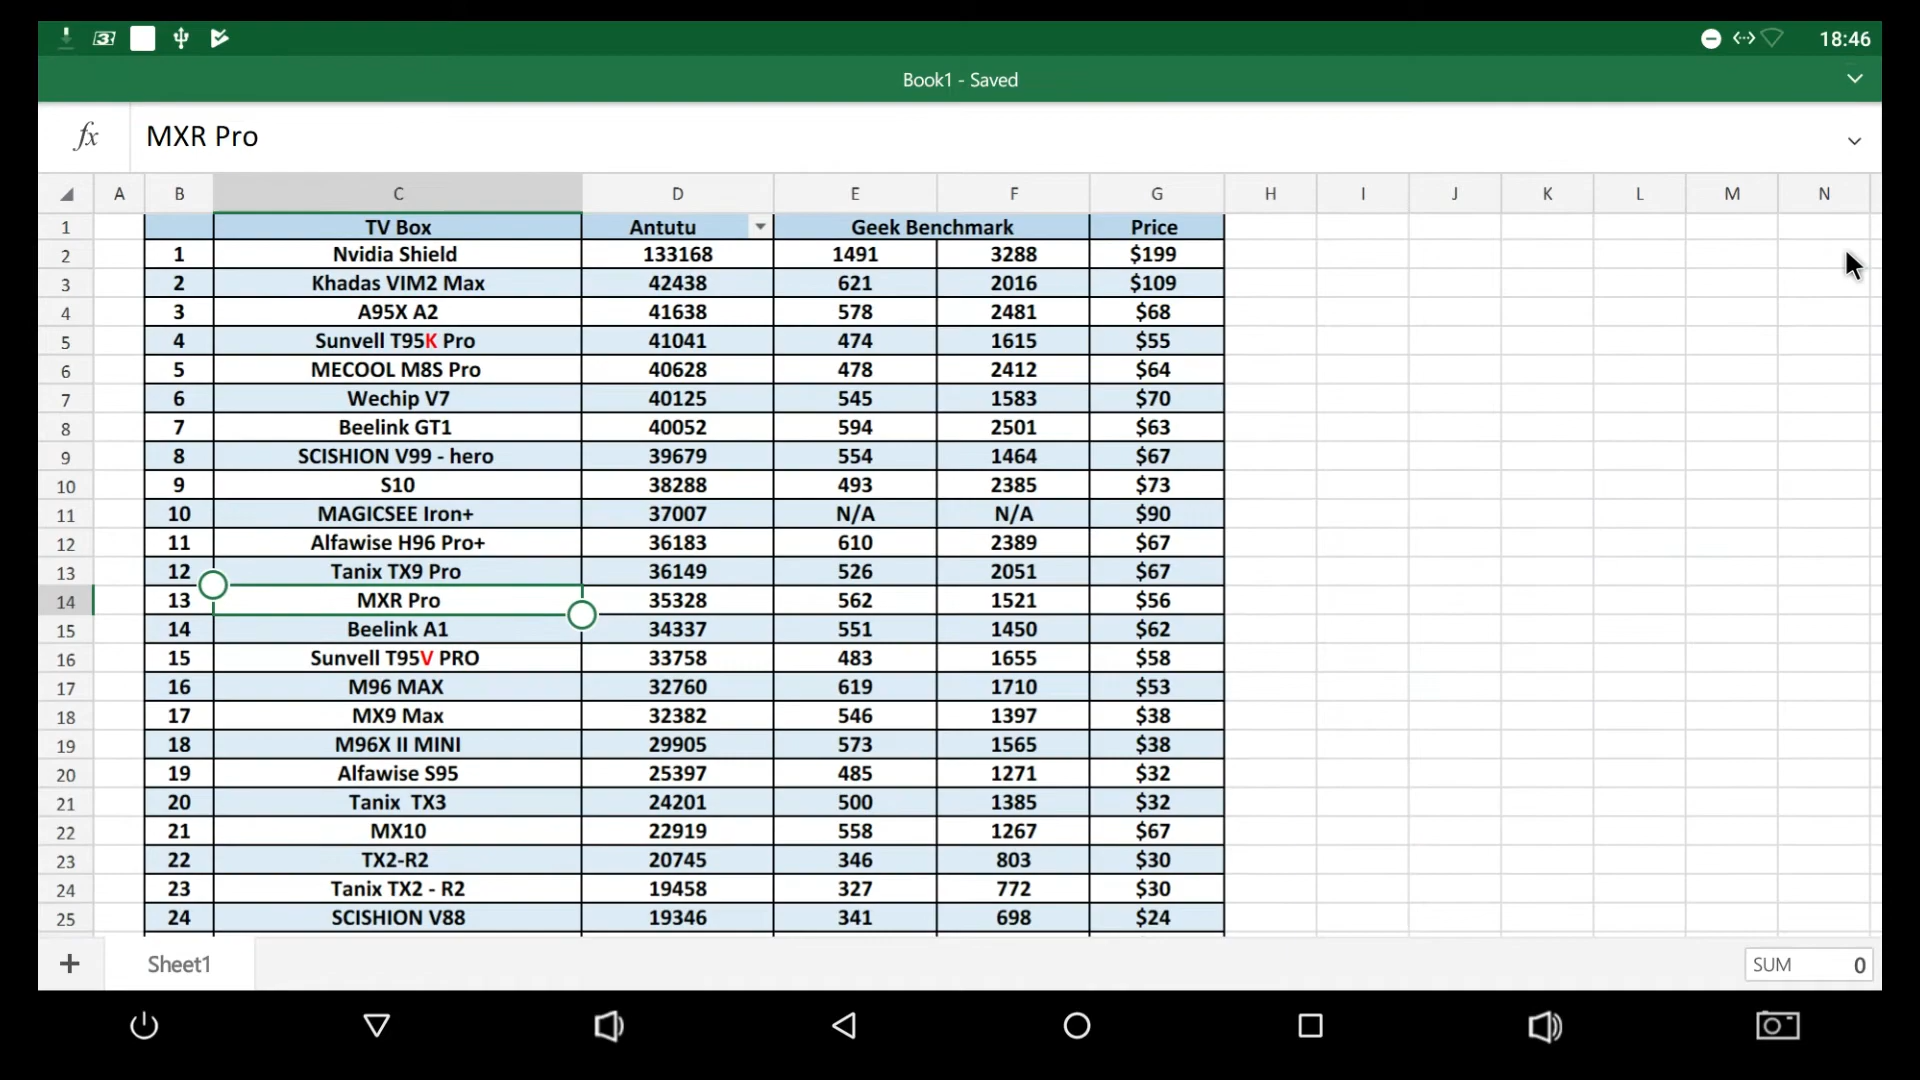 3 18:46
Book1 - Saved
fx MXR Pro
A B C D E F G H I J K L M N
1 TV Box Antutu Geek Benchmark Price
2 1 Nvidia Shield 133168 1491 3288 $199
3 2 Khadas VIM2 Max 42438 621 2016 $109
4 3 A95X A2 41638 578 2481 $68
5 4 Sunvell T95K Pro 41041 474 1615 $55
6 5 MECOOL M8S Pro 40628 478 2412 $64
7 6 Wechip V7 40125 545 1583 $70
8 7 Beelink GT1 40052 594 2501 $63
9 8 SCISHION V99 - hero 39679 554 1464 $67
10 9 S10 38288 493 2385 $73
11 10 MAGICSEE Iron+ 37007 N/A N/A $90
12 11 Alfawise H96 Pro+ 36183 610 2389 $67
13 12 Tanix TX9 Pro 36149 526 2051 $67
14 13 MXR Pro 35328 562 1521 $56
15 14 Beelink A1 34337 551 1450 $62
16 15 Sunvell T95V PRO 33758 483 1655 $58
17 16 M96 MAX 32760 619 1710 $53
18 17 MX9 Max 32382 546 1397 $38
19 18 M96X II MINI 29905 573 1565 $38
20 19 Alfawise S95 25397 485 1271 $32
21 20 Tanix TX3 24201 500 1385 $32
22 21 MX10 22919 558 1267 $67
23 22 TX2-R2 20745 346 803 $30
24 23 Tanix TX2 - R2 19458 327 772 $30
25 24 SCISHION V88 19346 341 698 $24
+ Sheet1 SUM 0